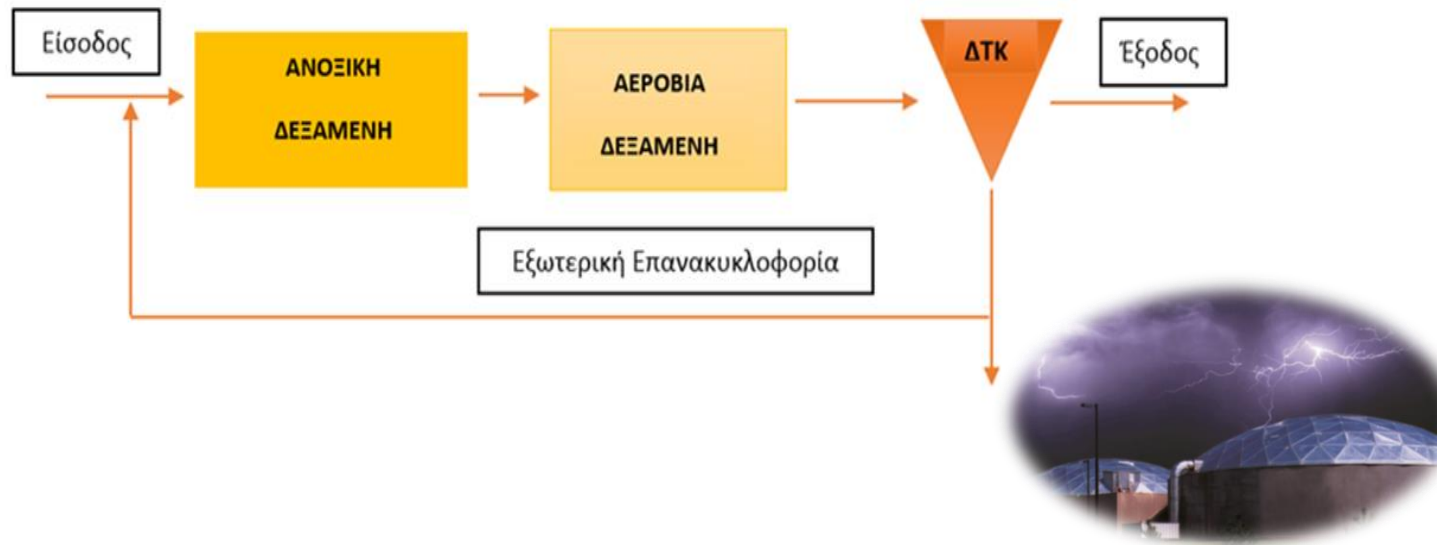 Είσοδος
ΑΝΟΞΙΚΗ
ΔΕΞΑΜΕΝΗ
ΑΕΡΟΒΙΑ
ΔΕΞΑΜΕΝΗ
ΔΤΚ
Έξοδος
Εξωτερική Επανακυκλοφορία